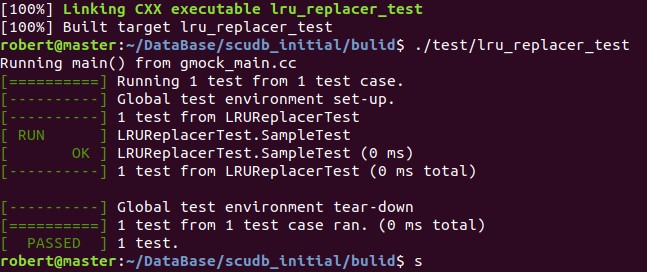 [100%] Linking CXX executable lru_replacer_test
[100%] Built target lru_replacer_test
robert@master:~/DataBase/scudb_initial/bulid$ ./test/lru_replacer_test
Running main() from gmock_main.cc
[==========] Running 1 test from 1 test case.
[----------] Global test environment set-up.
[----------] 1 test from LRUReplacerTest
[ RUN      ] LRUReplacerTest.SampleTest
[       OK ] LRUReplacerTest.SampleTest (0 ms)
[----------] 1 test from LRUReplacerTest (0 ms total)

[----------] Global test environment tear-down
[==========] 1 test from 1 test case ran. (0 ms total)
[  PASSED  ] 1 test.
robert@master:~/DataBase/scudb_initial/bulid$ s